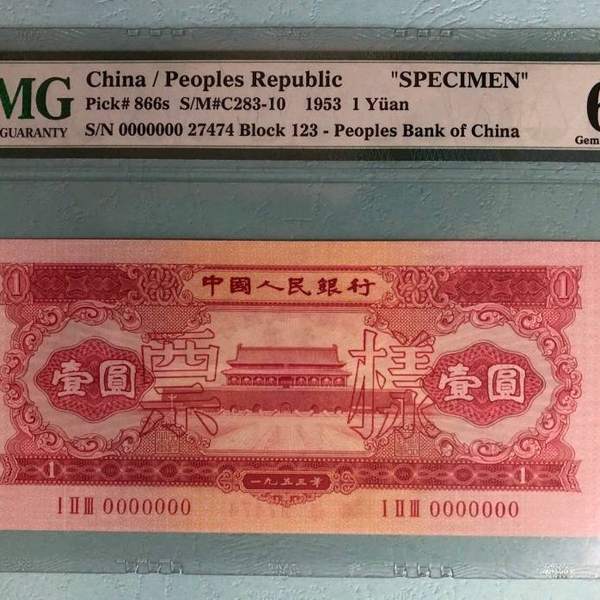 MG China / Peoples Republic "SPECIMEN" 6
Pick# 866s S/M#C283-10 1953 1 Yüan
GUARANTY S/N 0000000 27474 Block 123 - Peoples Bank of China Gem
1 中國人民銀行 1
壹圓 票 樣 壹圓
1 一九五三年 1
I II III 0000000 I II III 0000000